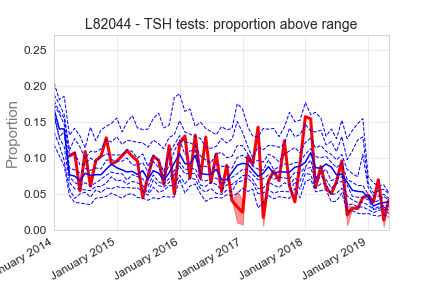 L82044 - TSH tests: proportion above range
Proportion
0.25
0.20
0.15
0.10
0.05
0.00
2014
January 2015
January 2016
January 2017
January 2018
January 2019